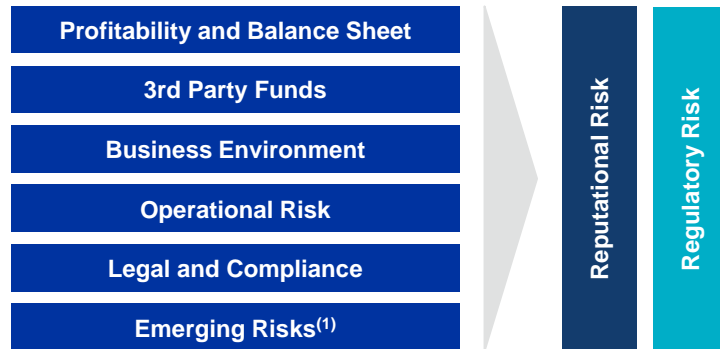 Profitability and Balance Sheet
3rd Party Funds
Business Environment
Operational Risk
Legal and Compliance
Emerging Risks(1)
Reputational Risk
Regulatory Risk